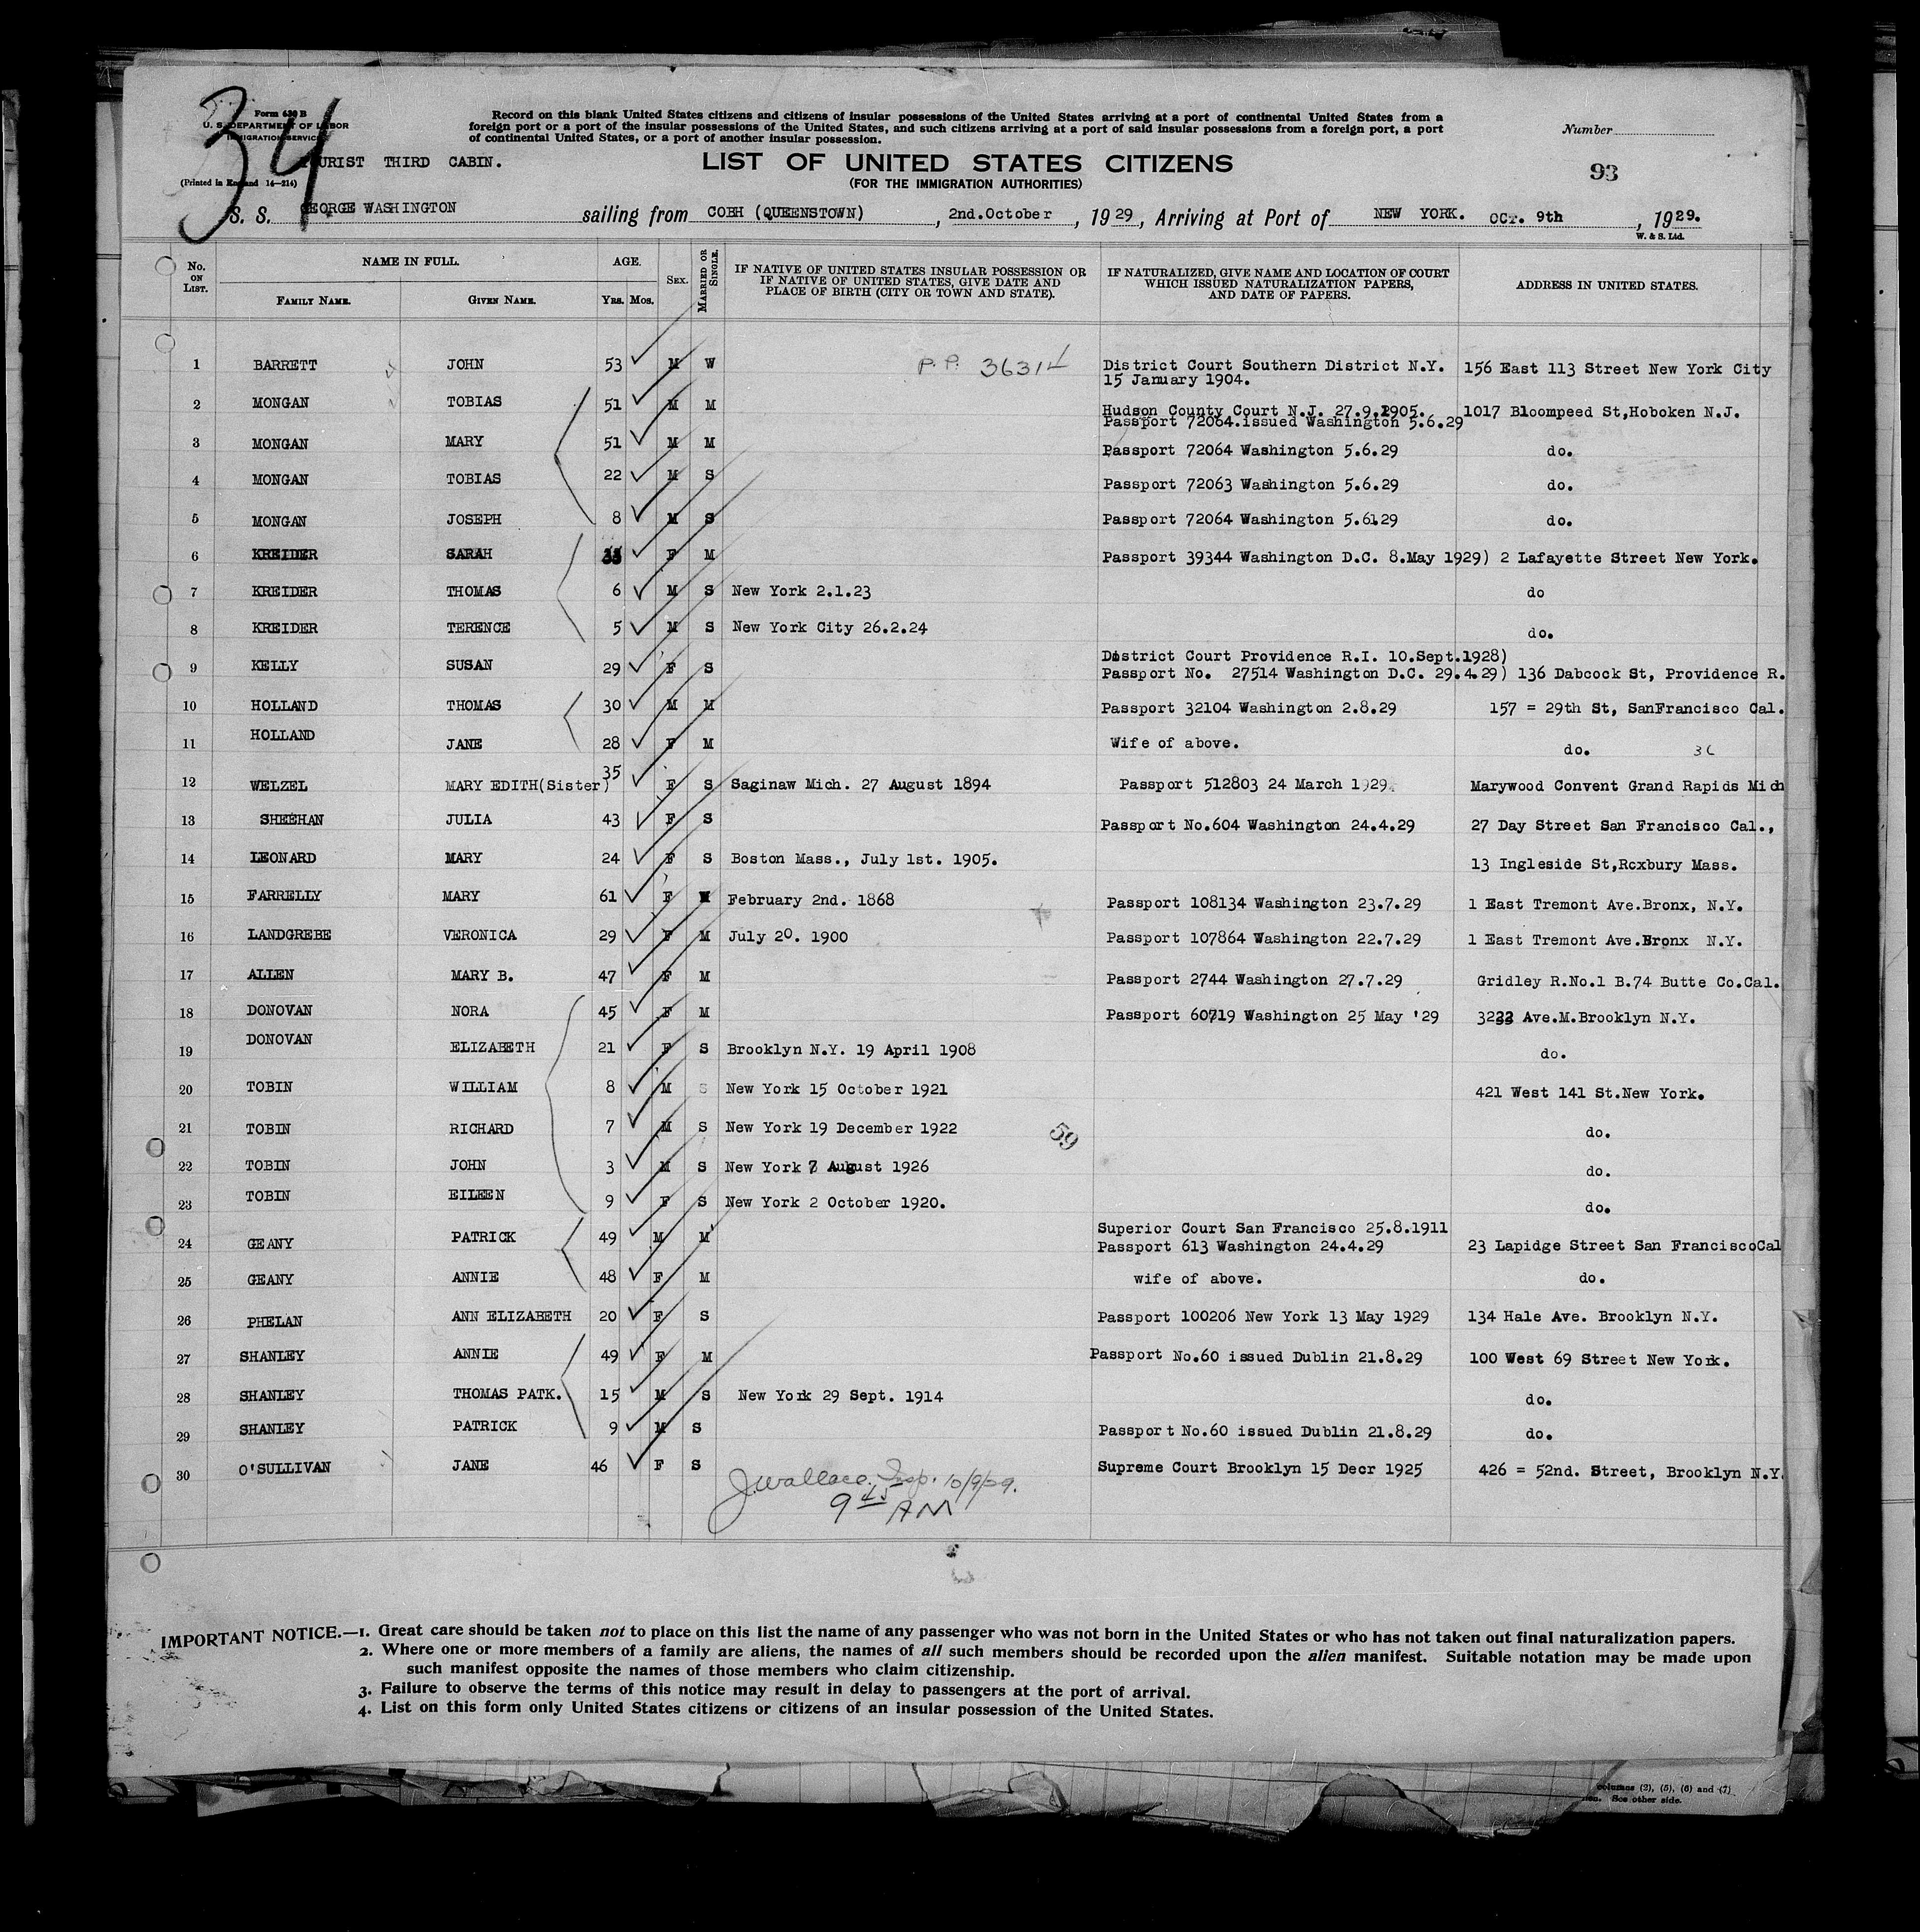 34
Form 630 B
U. S. DEPARTMENT OF LABOR
IMMIGRATION SERVICE
TOURIST THIRD CABIN.
(Printed in England 14—214)
Record on this blank United States citizens and citizens of insular possessions of the United States arriving at a port of continental United States from a
foreign port or a port of the insular possessions of the United States, and such citizens arriving at a port of said insular possessions from a foreign port, a port
of continental United States, or a port of another insular possession.
Number
LIST OF UNITED STATES CITIZENS
(FOR THE IMMIGRATION AUTHORITIES)
93
S. S. GEORGE WASHINGTON sailing from COBH (QUEENSTOWN), 2nd.October, 1929, Arriving at Port of NEW YORK. OCT. 9th, 1929.
W. & S. Ltd.
No. ON LIST. NAME IN FULL. FAMILY NAME. GIVEN NAME. AGE. YRS. MOS. SEX. MARRIED OR SINGLE. IF NATIVE OF UNITED STATES INSULAR POSSESSION OR IF NATIVE OF UNITED STATES, GIVE DATE AND PLACE OF BIRTH (CITY OR TOWN AND STATE). IF NATURALIZED, GIVE NAME AND LOCATION OF COURT WHICH ISSUED NATURALIZATION PAPERS, AND DATE OF PAPERS. ADDRESS IN UNITED STATES.
1 BARRETT JOHN 53 M W P.P. 36314 District Court Southern District N.Y. 156 East 113 Street New York City
15 January 1904.
2 MONGAN TOBIAS 51 M M Hudson County Court N.J. 27.9.1905. 1017 Bloompeed St,Hoboken N.J.
Passport 72064.issued Washington 5.6.29
3 MONGAN MARY 51 M M Passport 72064 Washington 5.6.29 do.
4 MONGAN TOBIAS 22 M S Passport 72063 Washington 5.6.29 do.
5 MONGAN JOSEPH 8 M S Passport 72064 Washington 5.6.29 do.
6 KREIDER SARAH F M Passport 39344 Washington D.C. 8.May 1929) 2 Lafayette Street New York.
7 KREIDER THOMAS 6 M S New York 2.1.23 do
8 KREIDER TERENCE 5 M S New York City 26.2.24 do.
9 KELLY SUSAN 29 F S District Court Providence R.I. 10.Sept.1928)
Passport No. 27514 Washington D.C. 29.4.29) 136 Dabcock St, Providence R.
10 HOLLAND THOMAS 30 M M Passport 32104 Washington 2.8.29 157 = 29th St, SanFrancisco Cal.
11 HOLLAND JANE 28 F M Wife of above. do.
12 WELZEL MARY EDITH(Sister) 35 F S Saginaw Mich. 27 August 1894 Passport 512803 24 March 1929. Marywood Convent Grand Rapids Mich
13 SHEEHAN JULIA 43 F S Passport No.604 Washington 24.4.29 27 Day Street San Francisco Cal.,
14 LEONARD MARY 24 F S Boston Mass., July 1st. 1905. 13 Ingleside St,Roxbury Mass.
15 FARRELLY MARY 61 F February 2nd. 1868 Passport 108134 Washington 23.7.29 1 East Tremont Ave.Bronx, N.Y.
16 LANDGREBE VERONICA 29 F M July 20. 1900 Passport 107864 Washington 22.7.29 1 East Tremont Ave.Bronx N.Y.
17 ALLEN MARY B. 47 F M Passport 2744 Washington 27.7.29 Gridley R.No.1 B.74 Butte Co.Cal.
18 DONOVAN NORA 45 F M Passport 60719 Washington 25 May '29 Ave.M.Brooklyn N.Y.
19 DONOVAN ELIZABETH 21 F S Brooklyn N.Y. 19 April 1908 do.
20 TOBIN WILLIAM 8 M S New York 15 October 1921 421 West 141 St.New York.
21 TOBIN RICHARD 7 M S New York 19 December 1922 do.
59
22 TOBIN JOHN 3 M S New York 7 August 1926 do.
23 TOBIN EILEEN 9 F S New York 2 October 1920. do.
24 GEANY PATRICK 49 M M Superior Court San Francisco 25.8.1911
Passport 613 Washington 24.4.29 23 Lapidge Street San FranciscoCal
25 GEANY ANNIE 48 F M wife of above. do.
26 PHELAN ANN ELIZABETH 20 F S Passport 100206 New York 13 May 1929 134 Hale Ave. Brooklyn N.Y.
27 SHANLEY ANNIE 49 F M Passport No.60 issued Dublin 21.8.29 100 West 69 Street New York.
28 SHANLEY THOMAS PATK. 15 M S New York 29 Sept. 1914 do.
29 SHANLEY PATRICK 9 M S Passport No.60 issued Dublin 21.8.29 do.
30 O'SULLIVAN JANE 46 F S Supreme Court Brooklyn 15 Decr 1925 426 = 52nd. Street, Brooklyn N.Y.
J. Wallace. Insp. 10/9/29.
9 45 AM
IMPORTANT NOTICE.—1. Great care should be taken not to place on this list the name of any passenger who was not born in the United States or who has not taken out final naturalization papers.
2. Where one or more members of a family are aliens, the names of all such members should be recorded upon the alien manifest. Suitable notation may be made upon
such manifest opposite the names of those members who claim citizenship.
3. Failure to observe the terms of this notice may result in delay to passengers at the port of arrival.
4. List on this form only United States citizens or citizens of an insular possession of the United States.
columns (2), (5), (6) and (7)
See other side.